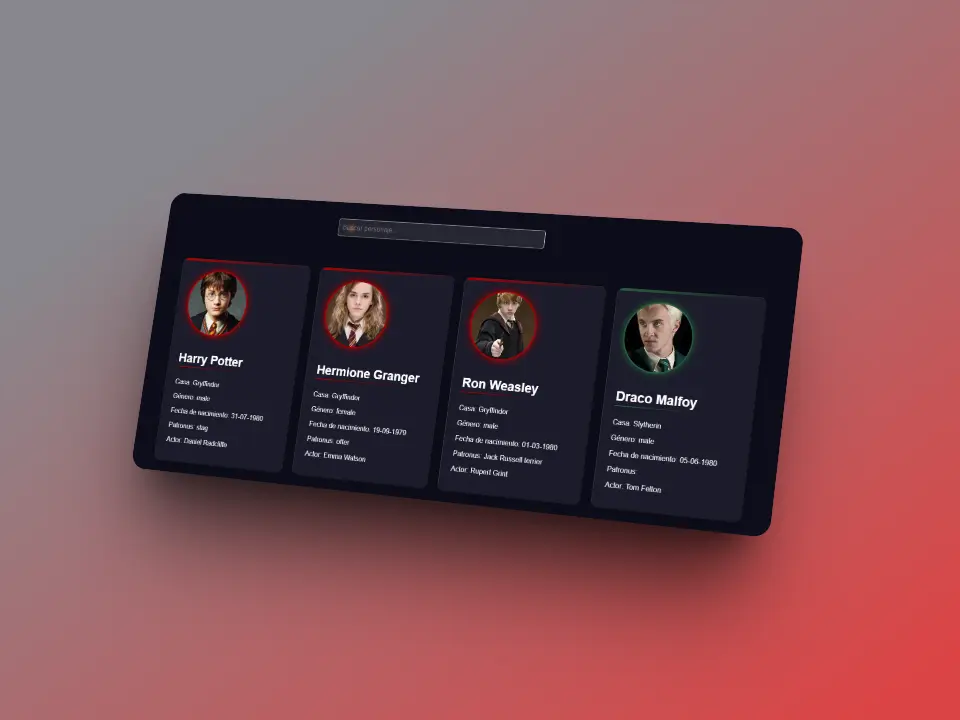 buscar personaje...
Harry Potter
Casa: Gryffindor
Género: male
Fecha de nacimiento: 31-07-1980
Patronus: stag
Actor: Daniel Radcliffe
Hermione Granger
Casa: Gryffindor
Género: female
Fecha de nacimiento: 19-09-1979
Patronus: otter
Actor: Emma Watson
Ron Weasley
Casa: Gryffindor
Género: male
Fecha de nacimiento: 01-03-1980
Patronus: Jack Russell terrier
Actor: Rupert Grint
Draco Malfoy
Casa: Slytherin
Género: male
Fecha de nacimiento: 05-06-1980
Patronus:
Actor: Tom Felton